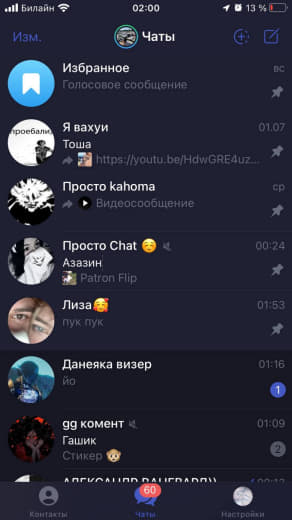 Билайн
02:00
13 %
Изм.
Чаты
Избранное
вс
Голосовое сообщение
Я вахуи
01.07
Тоша
https://youtu.be/HdwGRE4uz...
Просто kahoma
ср
Видеосообщение
Просто Chat 😊
00:24
Азазин
Patron Flip
Лиза🥰
01:53
пук пук
Данеяка визер
01:16
йо
1
gg комент
01:09
Гашик
Стикер 🐵
2
60
Контакты
Чаты
Настройки